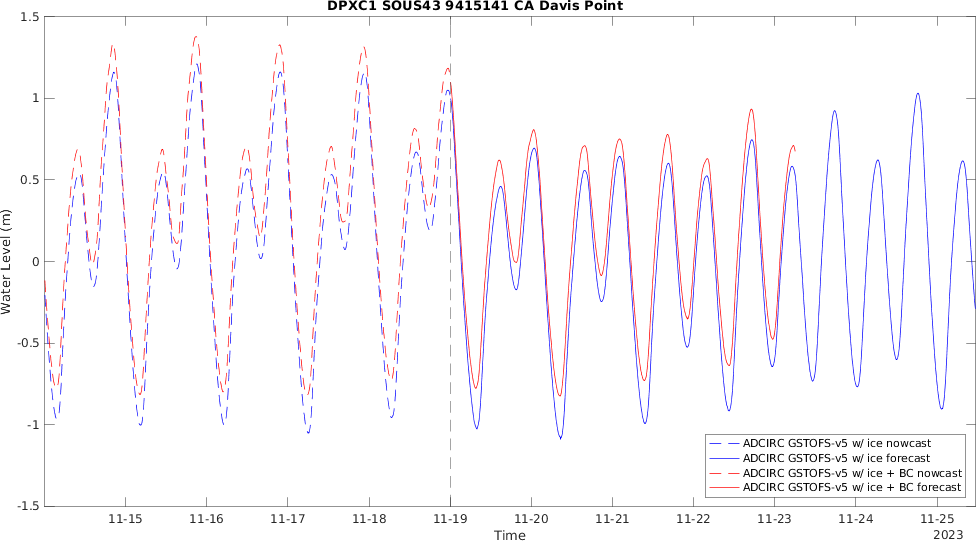 DPXC1 SOUS43 9415141 CA Davis Point
1.5
1
0.5
0
-0.5
-1
-1.5
Water Level (m)
ADCIRC GSTOFS-v5 w/ ice nowcast
ADCIRC GSTOFS-v5 w/ ice forecast
ADCIRC GSTOFS-v5 w/ ice + BC nowcast
ADCIRC GSTOFS-v5 w/ ice + BC forecast
11-15 11-16 11-17 11-18 11-19 11-20 11-21 11-22 11-23 11-24 11-25
Time
2023